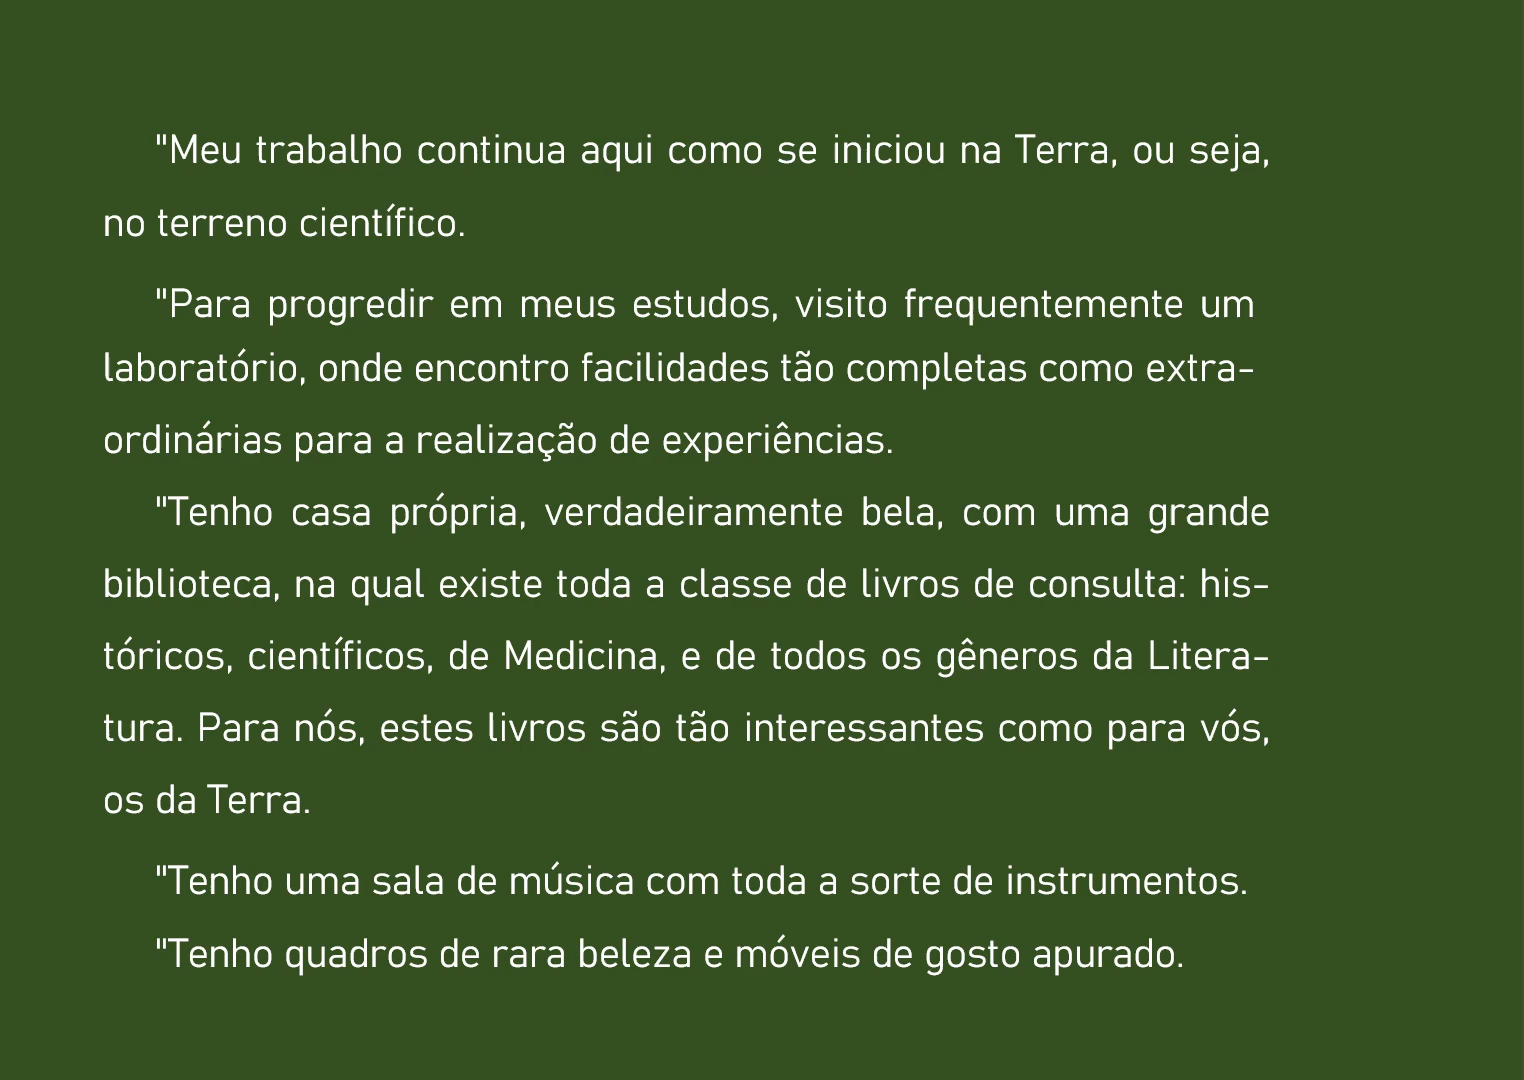 "Meu trabalho continua aqui como se iniciou na Terra, ou seja,
no terreno científico.
"Para progredir em meus estudos, visito frequentemente um
laboratório, onde encontro facilidades tão completas como extra-
ordinárias para a realização de experiências.
"Tenho casa própria, verdadeiramente bela, com uma grande
biblioteca, na qual existe toda a classe de livros de consulta: his-
tóricos, científicos, de Medicina, e de todos os gêneros da Litera-
tura. Para nós, estes livros são tão interessantes como para vós,
os da Terra.
"Tenho uma sala de música com toda a sorte de instrumentos.
"Tenho quadros de rara beleza e móveis de gosto apurado.